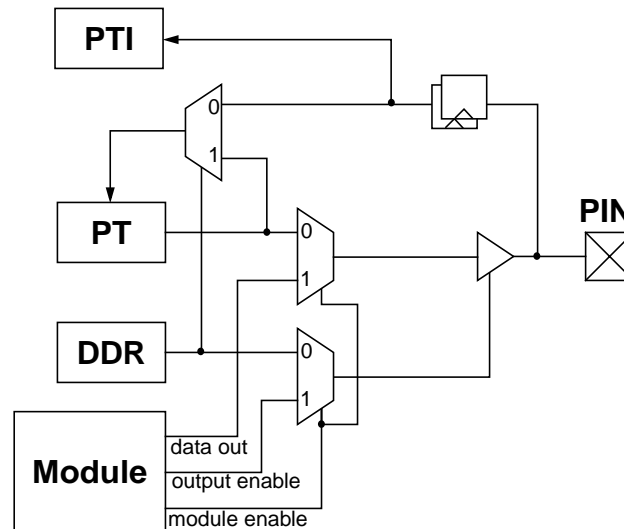 PTI
0
1
PT
0
PIN
1
DDR
0
1
Module
data out
output enable
module enable